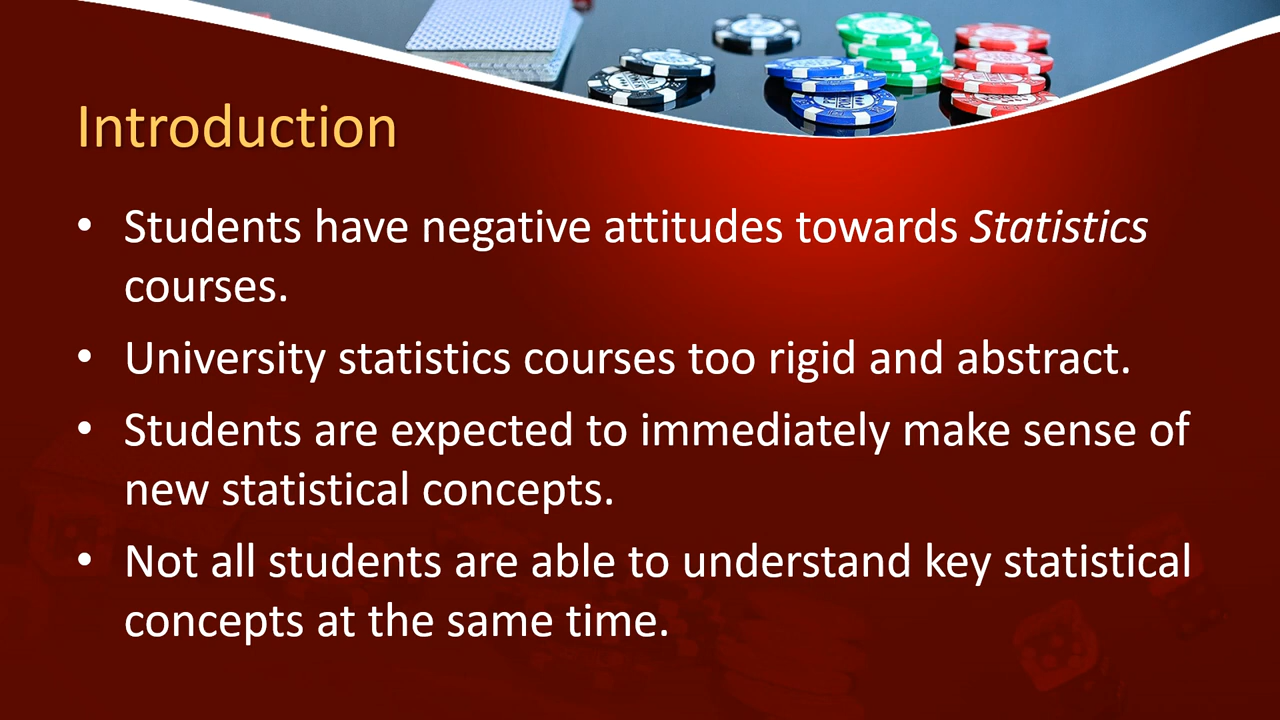 Introduction
• Students have negative attitudes towards Statistics
courses.
• University statistics courses too rigid and abstract.
• Students are expected to immediately make sense of
new statistical concepts.
• Not all students are able to understand key statistical
concepts at the same time.